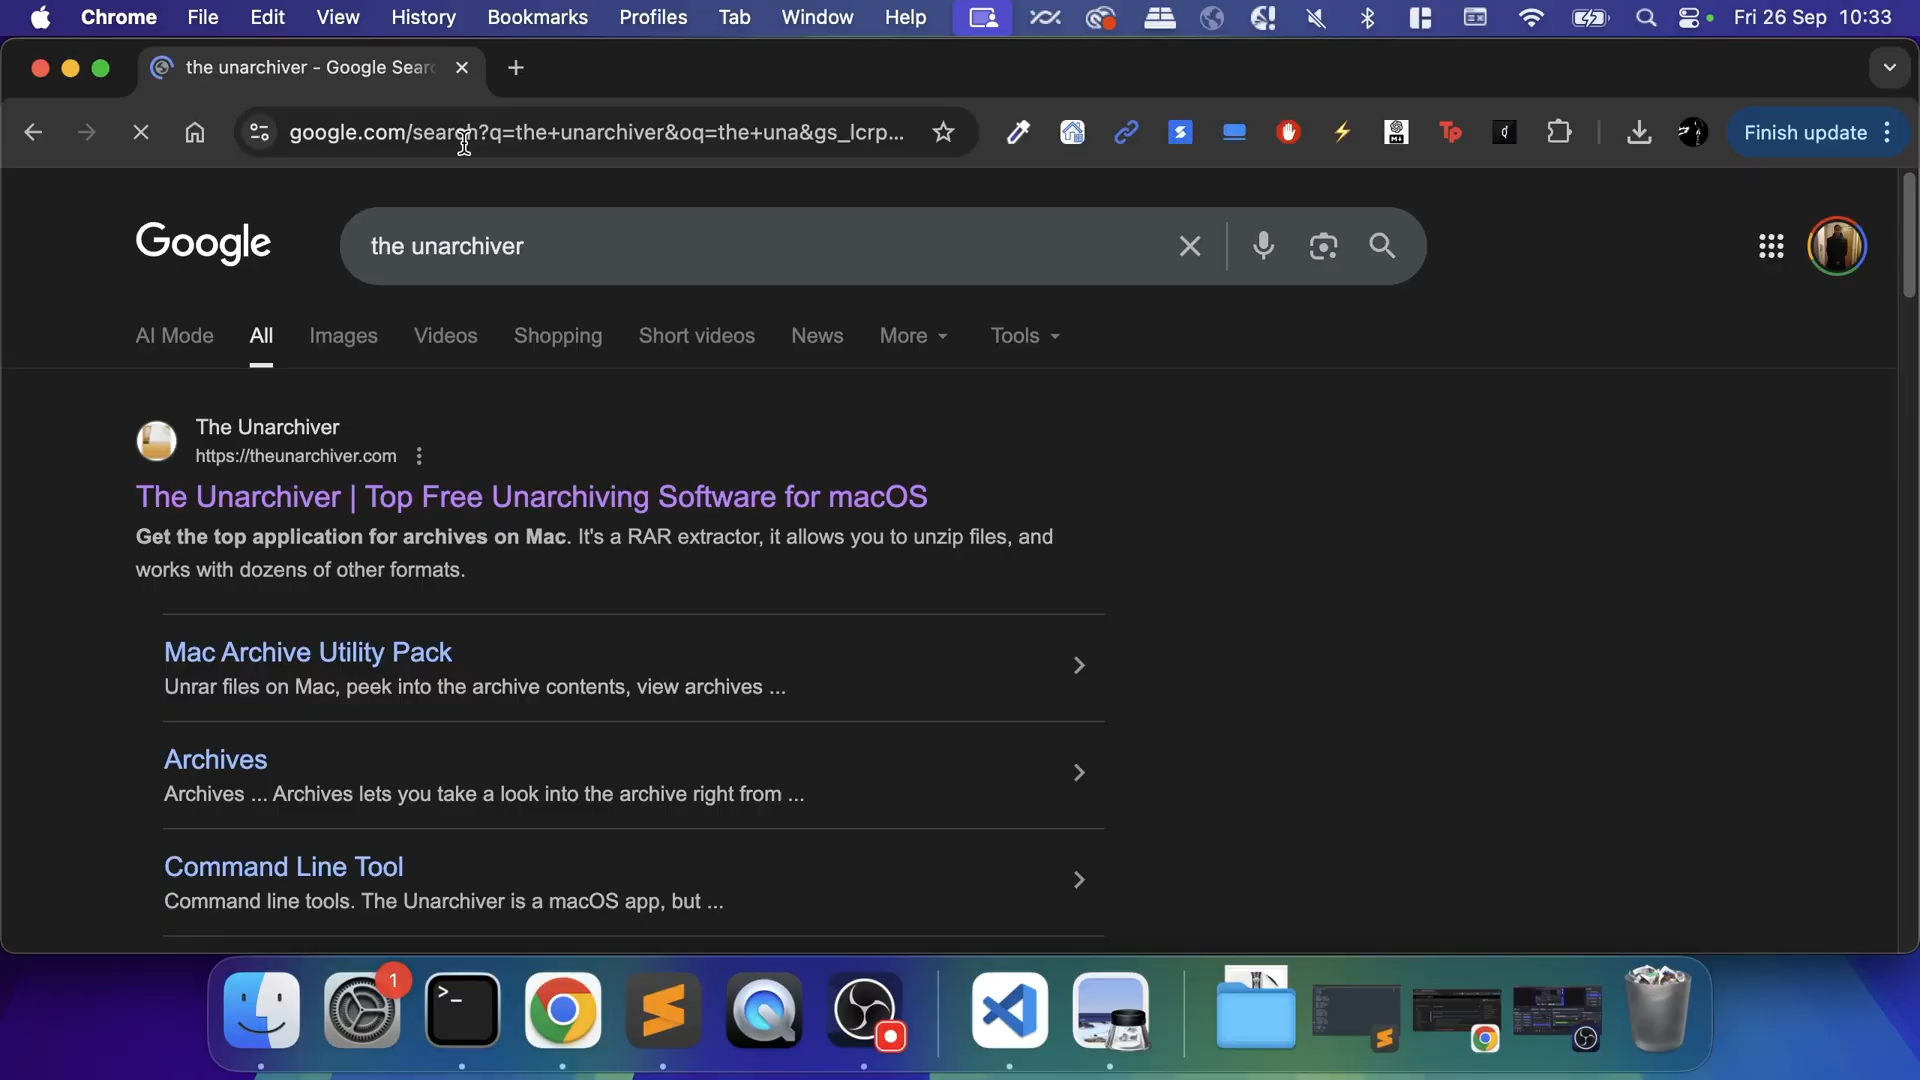 Chrome File Edit View History Bookmarks Profiles Tab Window Help Fri 26 Sep 10:33
the unarchiver - Google Sear
google.com/search?q=the+unarchiver&oq=the+una&gs_lcrp... Tp Finish update
Google the unarchiver
AI Mode All Images Videos Shopping Short videos News More Tools
The Unarchiver
https://theunarchiver.com
The Unarchiver | Top Free Unarchiving Software for macOS
Get the top application for archives on Mac. It's a RAR extractor, it allows you to unzip files, and
works with dozens of other formats.
Mac Archive Utility Pack
Unrar files on Mac, peek into the archive contents, view archives ...
Archives
Archives ... Archives lets you take a look into the archive right from ...
Command Line Tool
Command line tools. The Unarchiver is a macOS app, but ...
1
>_